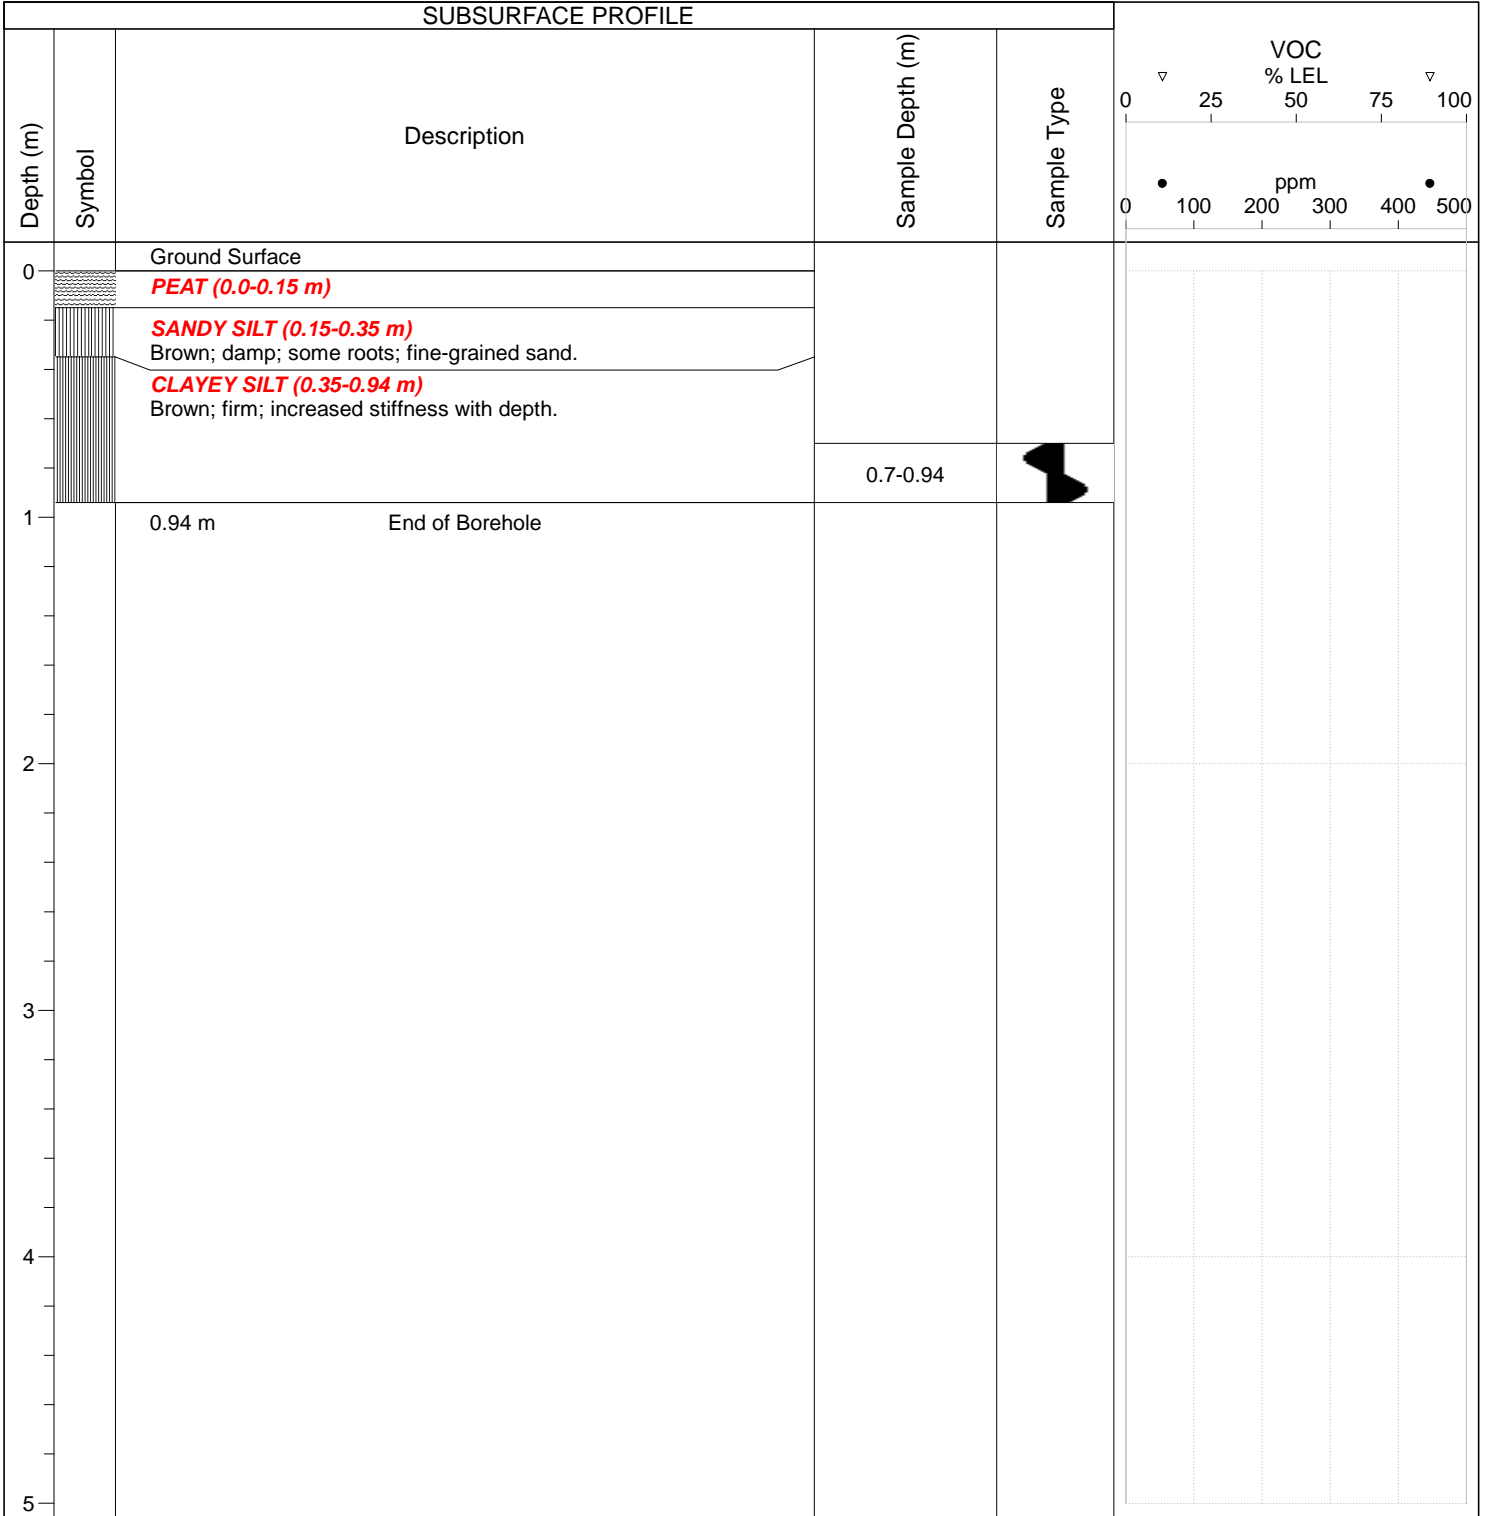 SUBSURFACE PROFILE
Depth (m)
Symbol
Description
Sample Depth (m)
Sample Type
VOC
% LEL
0 25 50 75 100
ppm
0 100 200 300 400 500
Ground Surface
0
PEAT (0.0-0.15 m)
SANDY SILT (0.15-0.35 m)
Brown; damp; some roots; fine-grained sand.
CLAYEY SILT (0.35-0.94 m)
Brown; firm; increased stiffness with depth.
0.7-0.94
1
0.94 m End of Borehole
2
3
4
5